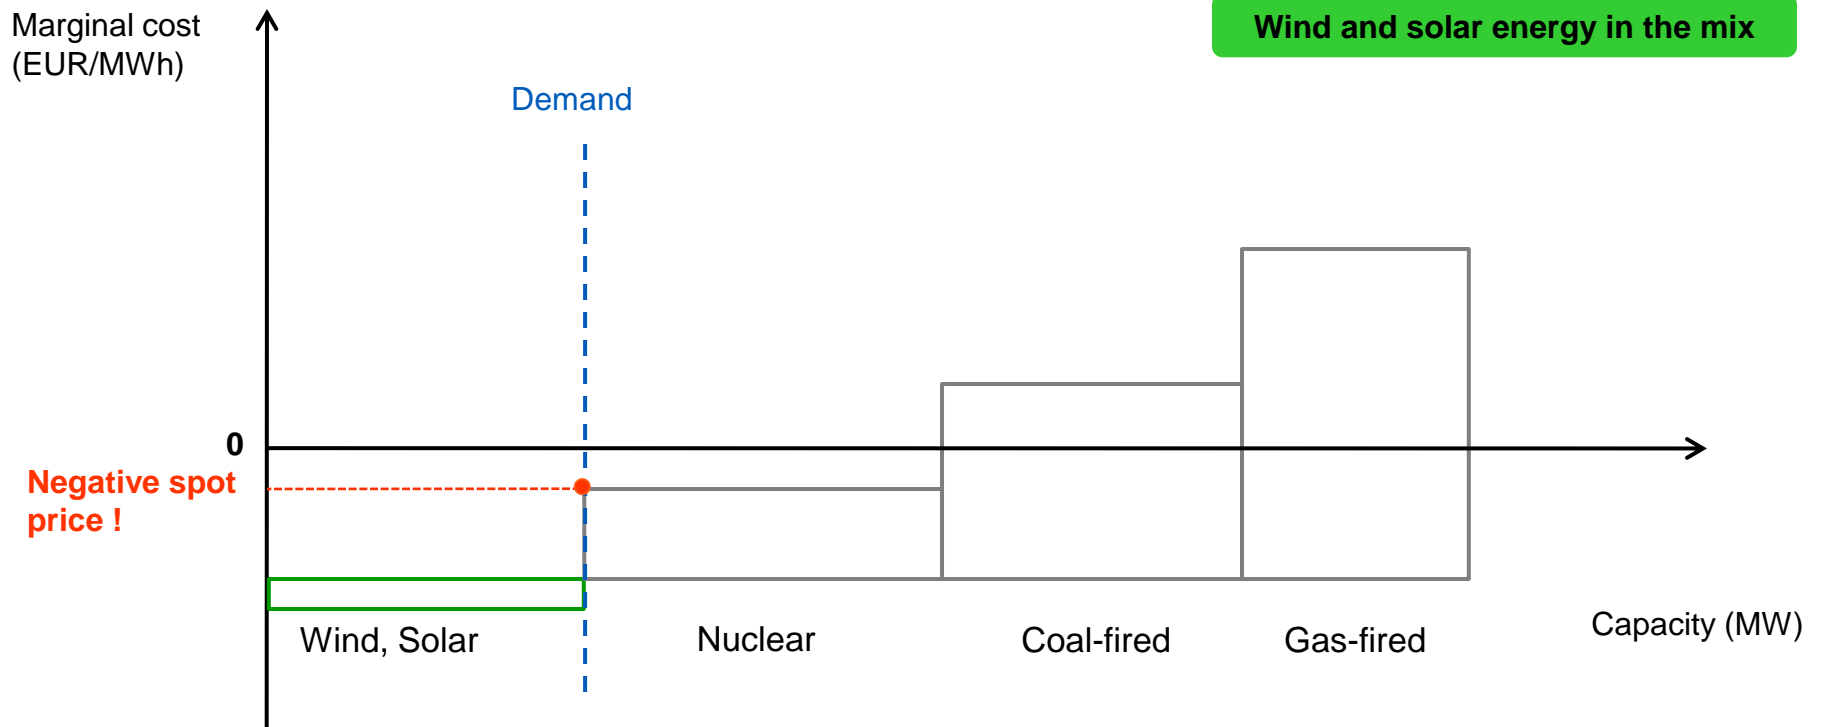 Marginal cost
(EUR/MWh)
Wind and solar energy in the mix
Demand
0
Negative spot
price !
Wind, Solar
Nuclear
Coal-fired
Gas-fired
Capacity (MW)